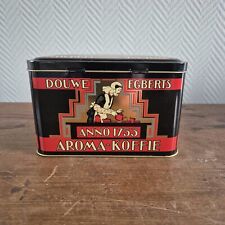 DOUWE EGBERTS
ANNO 1753
AROMA-KOFFIE